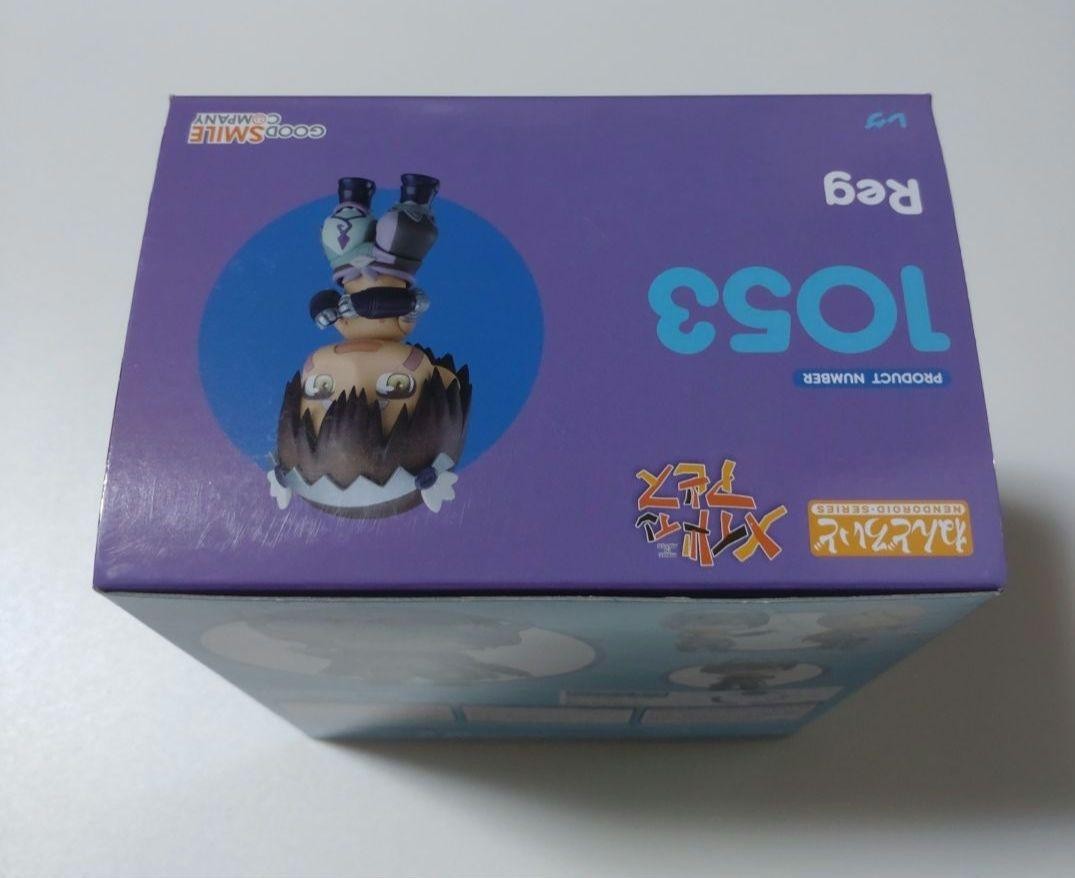 ねんどろいど
NENDOROID-SERIES
メイドイン
アビス
PRODUCT NUMBER
1053
Reg
レグ
GOOD SMILE
COMPANY